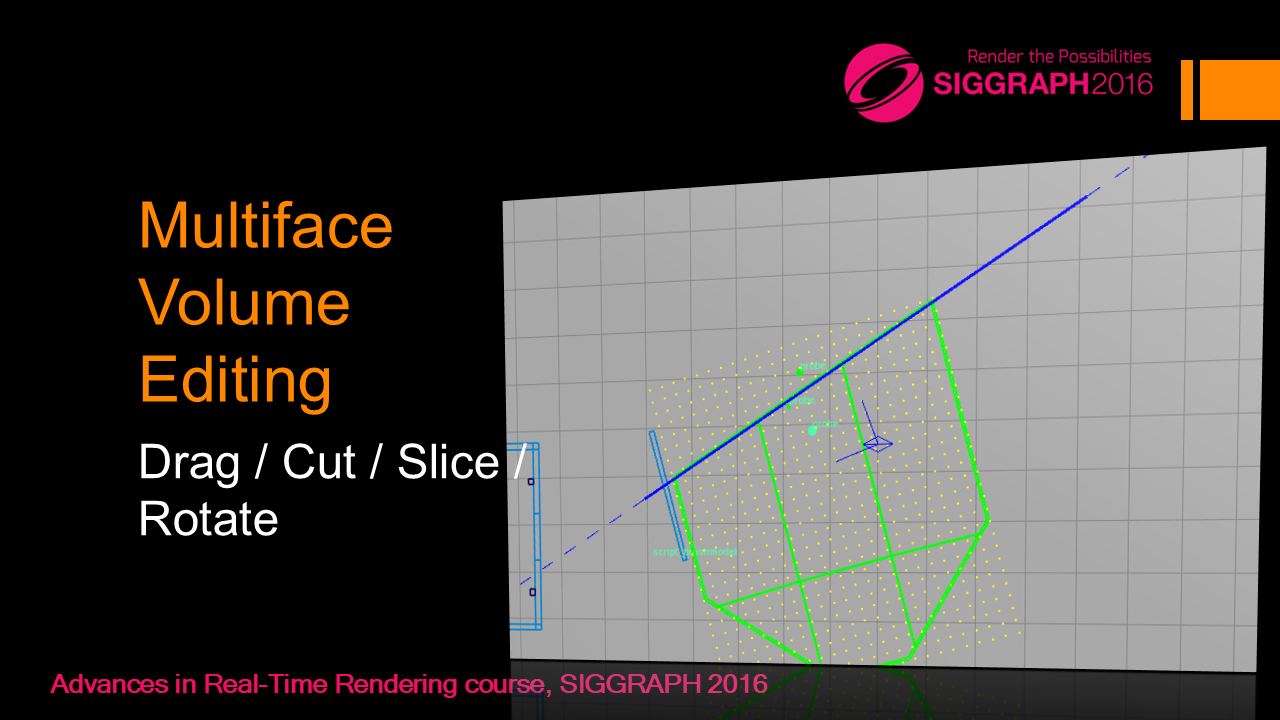 Render the Possibilities
SIGGRAPH2016
Multiface
Volume
Editing
Drag / Cut / Slice /
Rotate
probe
Advances in Real-Time Rendering course, SIGGRAPH 2016